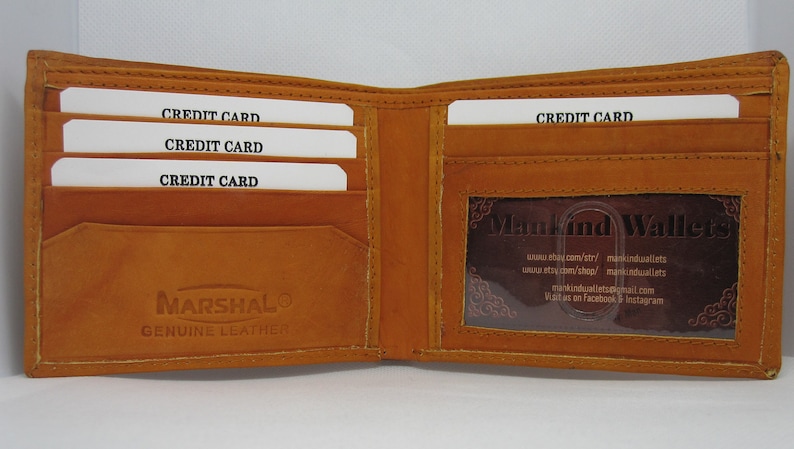 CREDIT CARD
CREDIT CARD
CREDIT CARD
MARSHAL®
GENUINE LEATHER
CREDIT CARD
Mankind Wallets
www.ebay.com/str/ mankindwallets
www.etsy.com/shop/ mankindwallets
mankindwallets@gmail.com
Visit us on Facebook & Instagram